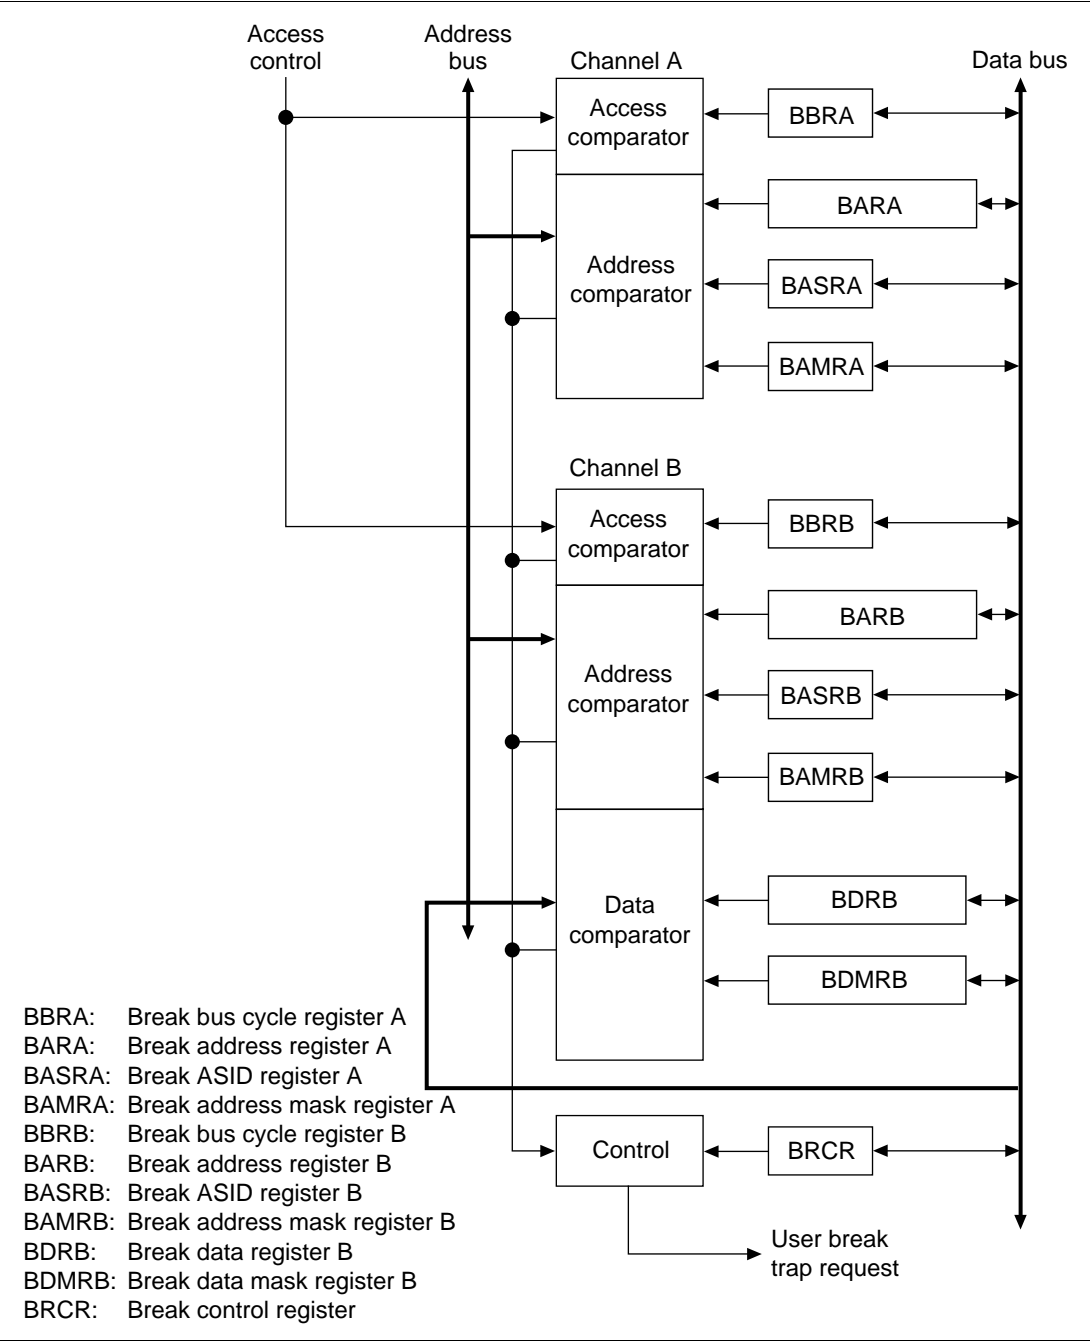 Access control
Address bus
Data bus
Channel A
Access comparator
BBRA
BARA
Address comparator
BASRA
BAMRA
Channel B
Access comparator
BBRB
BARB
Address comparator
BASRB
BAMRB
Data comparator
BDRB
BDMRB
Control
BRCR
User break trap request
BBRA: Break bus cycle register A
BARA: Break address register A
BASRA: Break ASID register A
BAMRA: Break address mask register A
BBRB: Break bus cycle register B
BARB: Break address register B
BASRB: Break ASID register B
BAMRB: Break address mask register B
BDRB: Break data register B
BDMRB: Break data mask register B
BRCR: Break control register